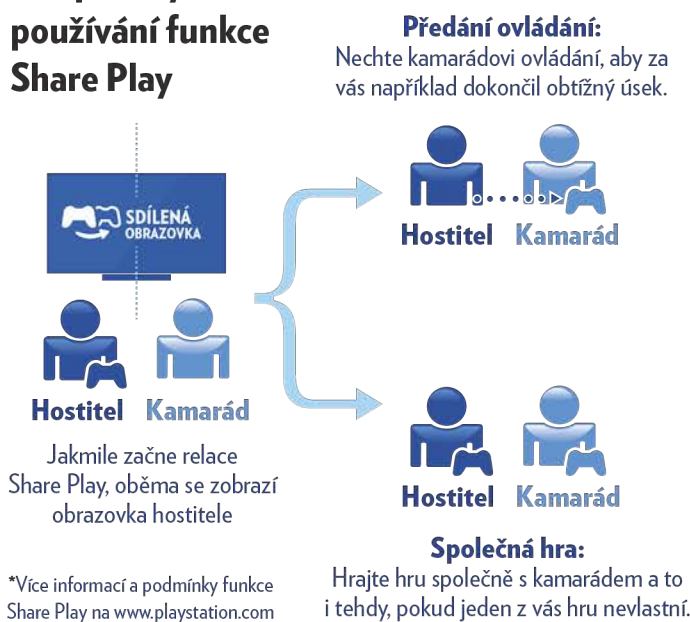 používání funkce
Share Play
SDÍLENÁ
OBRAZOVKA
Hostitel Kamarád
Jakmile začne relace
Share Play, oběma se zobrazí
obrazovka hostitele
*Více informací a podmínky funkce
Share Play na www.playstation.com
Předání ovládání:
Nechte kamarádovi ovládání, aby za
vás například dokončil obtížný úsek.
Hostitel Kamarád
Hostitel Kamarád
Společná hra:
Hrajte hru společně s kamarádem a to
i tehdy, pokud jeden z vás hru nevlastní.